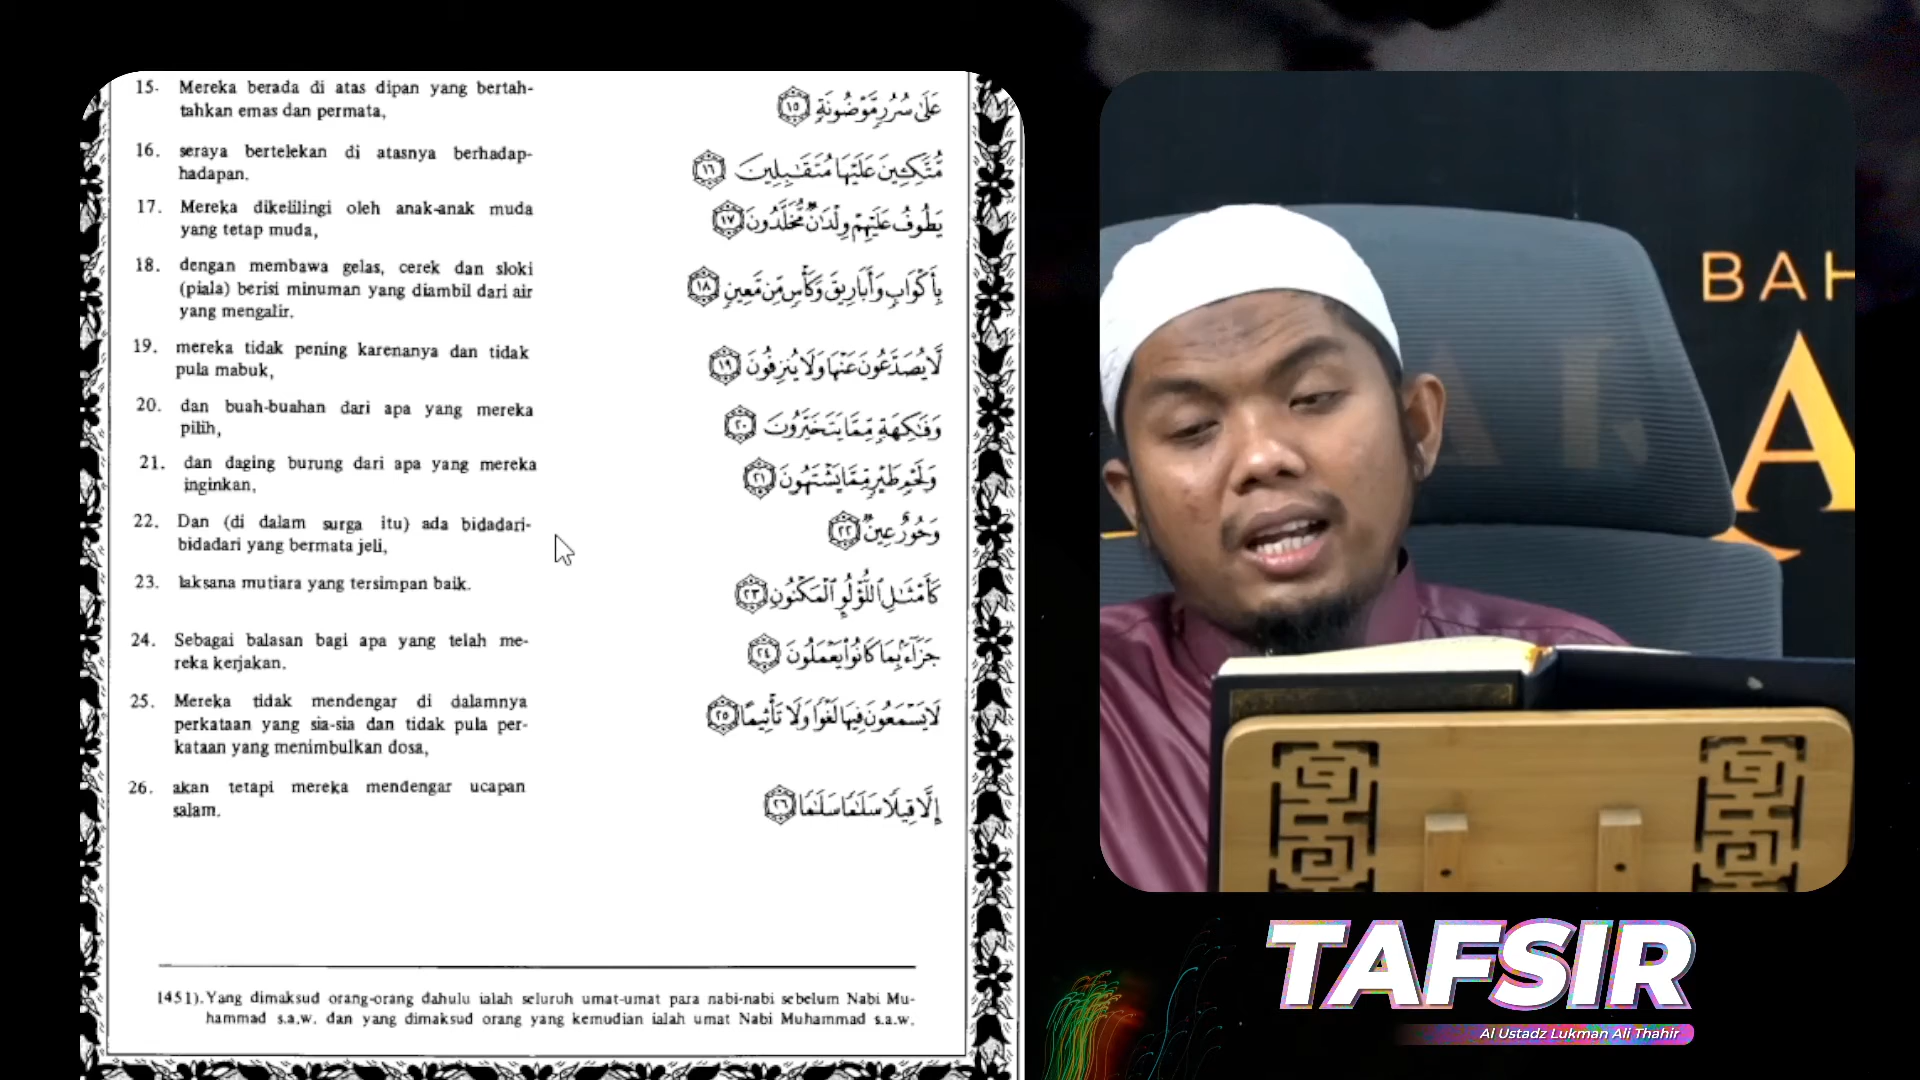 15. Mereka berada di atas dipan yang bertah-
tahkan emas dan permata,
عَلَىٰ سُرُرٍ مَّوْضُونَةٍ ١٥
16. seraya bertelekan di atasnya berhadap-
hadapan.
مُّتَّكِـِٔينَ عَلَيْهَا مُتَقَـٰبِلِينَ ١٦
17. Mereka dikelilingi oleh anak-anak muda
yang tetap muda,
يَطُوفُ عَلَيْهِمْ وِلْدَٰنٌ مُّخَلَّدُونَ ١٧
18. dengan membawa gelas, cerek dan sloki
(piala) berisi minuman yang diambil dari air
yang mengalir.
بِأَكْوَابٍ وَأَبَارِيقَ وَكَأْسٍ مِّن مَّعِينٍ ١٨
19. mereka tidak pening karenanya dan tidak
pula mabuk,
لَّا يُصَدَّعُونَ عَنْهَا وَلَا يُنزِفُونَ ١٩
20. dan buah-buahan dari apa yang mereka
pilih,
وَفَـٰكِهَةٍ مِّمَّا يَتَخَيَّرُونَ ٢٠
21. dan daging burung dari apa yang mereka
inginkan,
وَلَحْمِ طَيْرٍ مِّمَّا يَشْتَهُونَ ٢١
22. Dan (di dalam surga itu) ada bidadari-
bidadari yang bermata jeli,
وَحُورٌ عِينٌ ٢٢
23. laksana mutiara yang tersimpan baik.
كَأَمْثَـٰلِ ٱللُّؤْلُؤِ ٱلْمَكْنُونِ ٢٣
24. Sebagai balasan bagi apa yang telah me-
reka kerjakan.
جَزَآءًۢ بِمَا كَانُوا۟ يَعْمَلُونَ ٢٤
25. Mereka tidak mendengar di dalamnya
perkataan yang sia-sia dan tidak pula per-
kataan yang menimbulkan dosa,
لَا يَسْمَعُونَ فِيهَا لَغْوًا وَلَا تَأْثِيمًا ٢٥
26. akan tetapi mereka mendengar ucapan
salam.
إِلَّا قِيلًا سَلَـٰمًا سَلَـٰمًا ٢٦
1451). Yang dimaksud orang-orang dahulu ialah seluruh umat-umat para nabi-nabi sebelum Nabi Mu-
hammad s.a.w. dan yang dimaksud orang yang kemudian ialah umat Nabi Muhammad s.a.w.
BAH
A
TAFSIR
Al Ustadz Lukman Ali Thahir